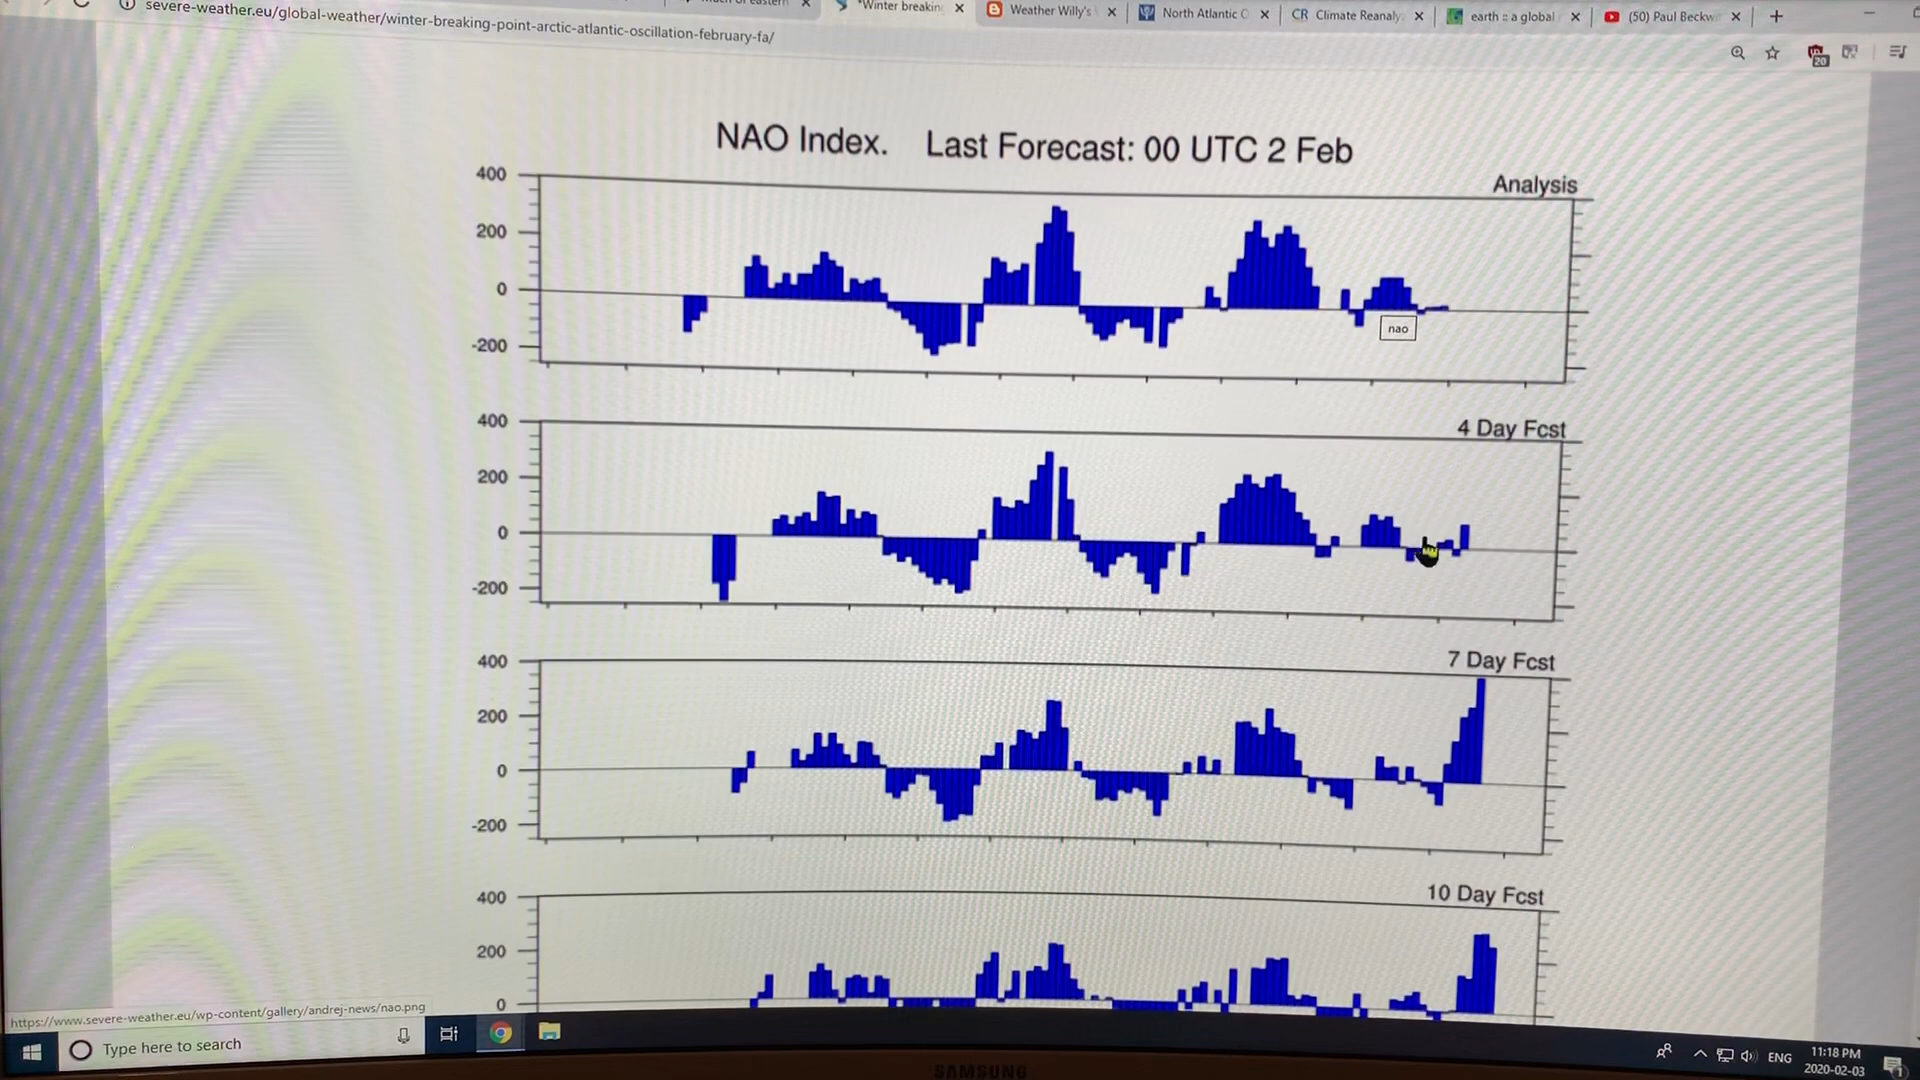 Winter breakin
Weather Willy's
North Atlantic O
Climate Reanaly
earth :: a global
(50) Paul Beckw
severe-weather.eu/global-weather/winter-breaking-point-arctic-atlantic-oscillation-february-fa/
20
NAO Index. Last Forecast: 00 UTC 2 Feb
Analysis
400
200
0
-200
nao
4 Day Fcst
400
200
0
-200
7 Day Fcst
400
200
0
-200
10 Day Fcst
400
200
0
https://www.severe-weather.eu/wp-content/gallery/andrej-news/nao.png
Type here to search
ENG
11:18 PM
2020-02-03
1
SAMSUNG